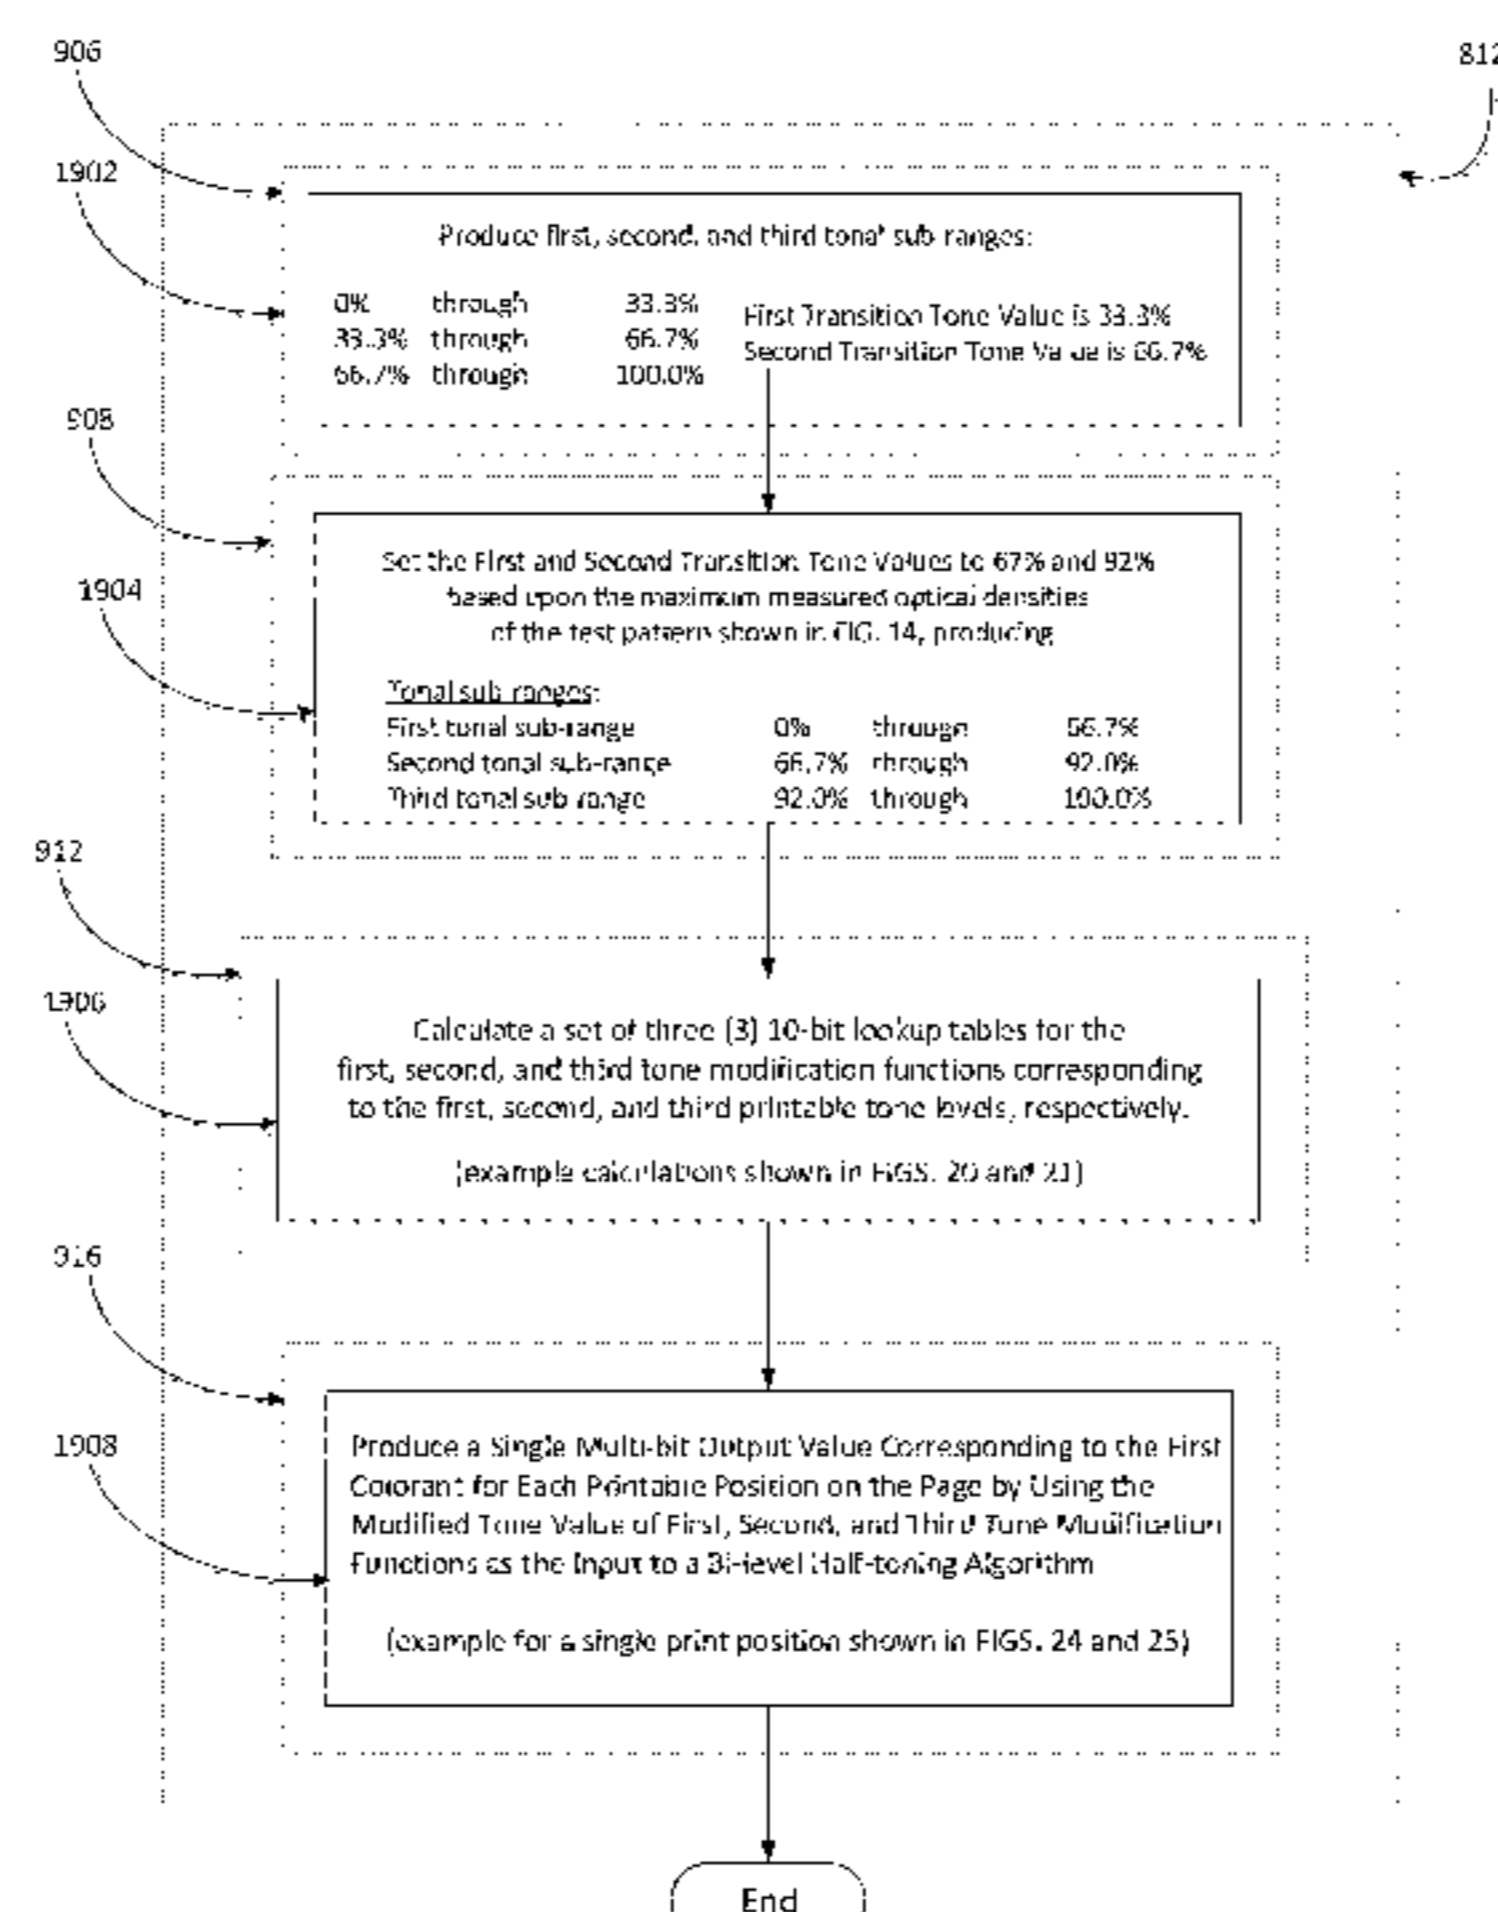 906
812
1902
Produce first, second, and third tonal sub-ranges:
0% through 33.3%
33.3% through 66.7%
66.7% through 100.0%
First Transition Tone Value is 33.3%
Second Transition Tone Value is 66.7%
908
1904
Set the First and Second Transition Tone Values to 67% and 92%
based upon the maximum measured optical densities
of the test pattern shown in FIG. 14, producing
Tonal sub-ranges:
First tonal sub-range 0% through 66.7%
Second tonal sub-range 66.7% through 92.0%
Third tonal sub-range 92.0% through 100.0%
912
1906
Calculate a set of three (3) 10-bit lookup tables for the
first, second, and third tone modification functions corresponding
to the first, second, and third printable tone levels, respectively.
(example calculations shown in FIGS. 20 and 21)
916
1908
Produce a Single Multi-bit Output Value Corresponding to the First
Colorant for Each Printable Position on the Page by Using the
Modified Tone Value of First, Second, and Third Tone Modification
Functions as the Input to a Bi-level Half-toning Algorithm
(example for a single print position shown in FIGS. 24 and 25)
End